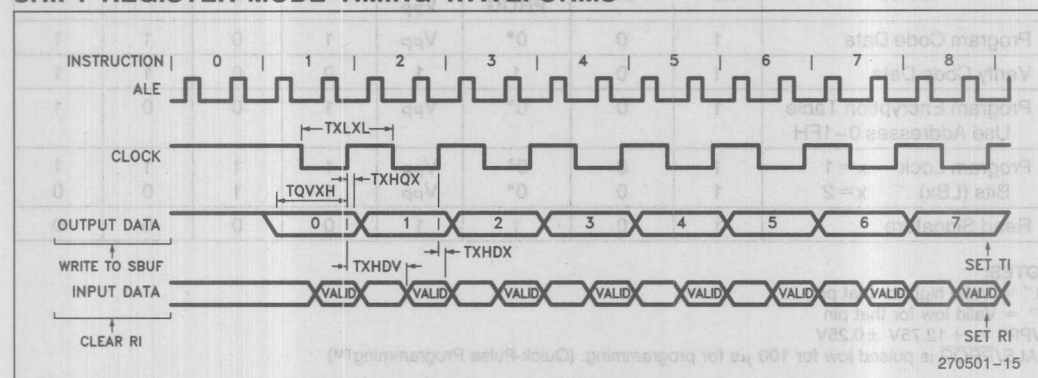 SHIFT REGISTER MODE TIMING WAVEFORMS
INSTRUCTION | 0 | 1 | 2 | 3 | 4 | 5 | 6 | 7 | 8 |
ALE
TXLXL
CLOCK
TXHQX
TQVXH
OUTPUT DATA 0 1 2 3 4 5 6 7
WRITE TO SBUF
TXHDX
TXHDV
SET TI
INPUT DATA VALID VALID VALID VALID VALID VALID VALID VALID
CLEAR RI
SET RI
270501-15